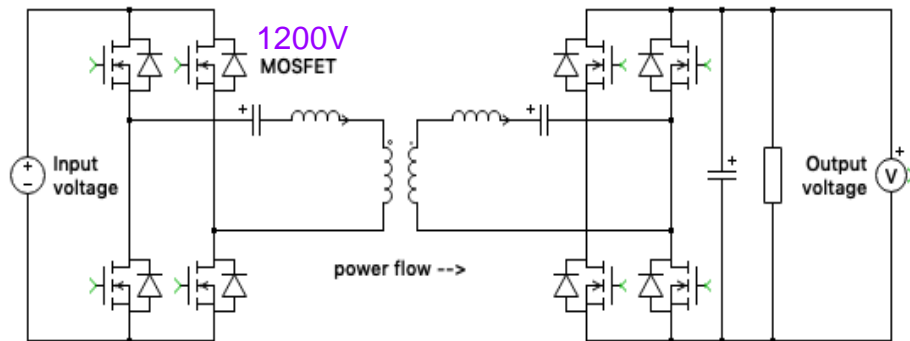 1200V
MOSFET
+
+
+
−
Input
voltage
+
Output
voltage
+
V
power flow -->